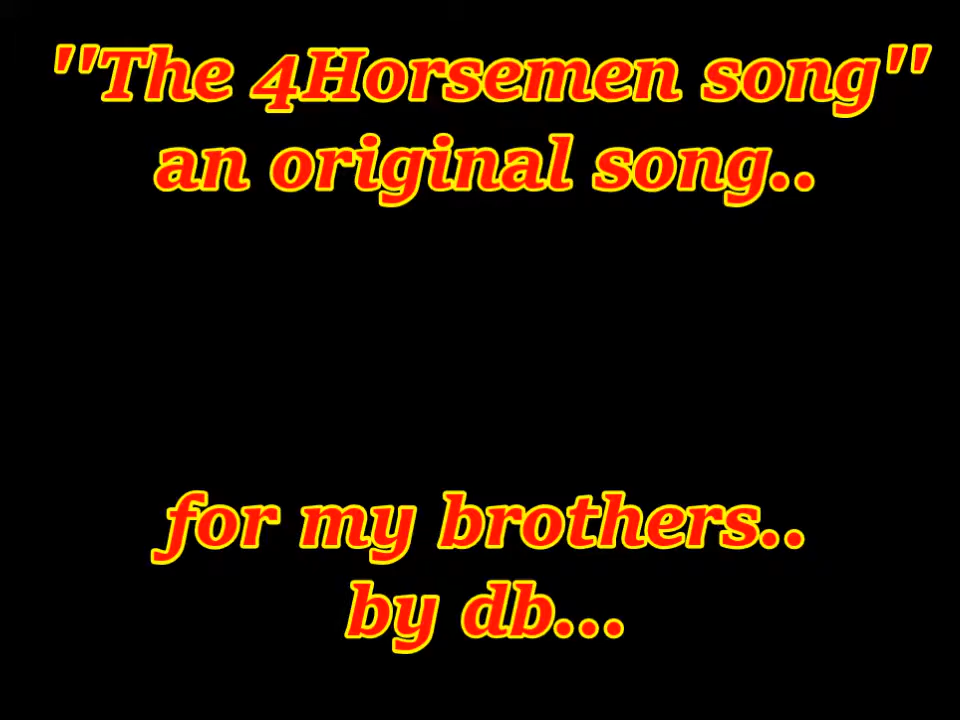 "The 4Horsemen song"
an original song..
for my brothers..
by db...